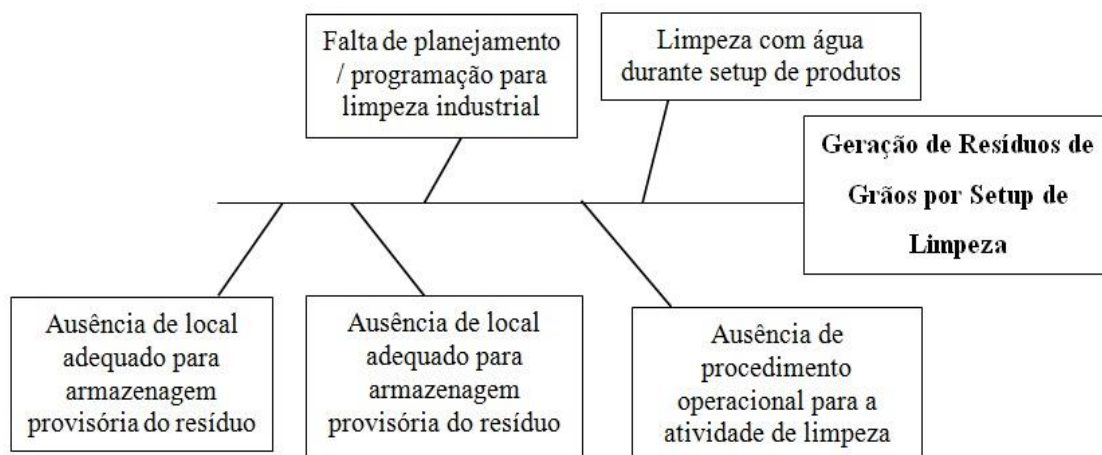 Falta de planejamento
/ programação para
limpeza industrial
Limpeza com água
durante setup de produtos
Geração de Resíduos de
Grãos por Setup de
Limpeza
Ausência de local
adequado para
armazenagem
provisória do resíduo
Ausência de local
adequado para
armazenagem
provisória do resíduo
Ausência de
procedimento
operacional para a
atividade de limpeza